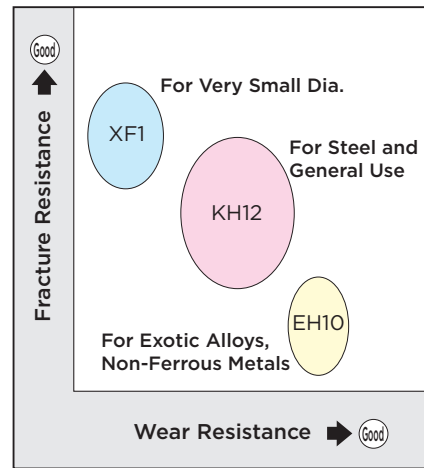 Good
Fracture Resistance
For Very Small Dia.
XF1
For Steel and
General Use
KH12
EH10
For Exotic Alloys,
Non-Ferrous Metals
Wear Resistance
Good